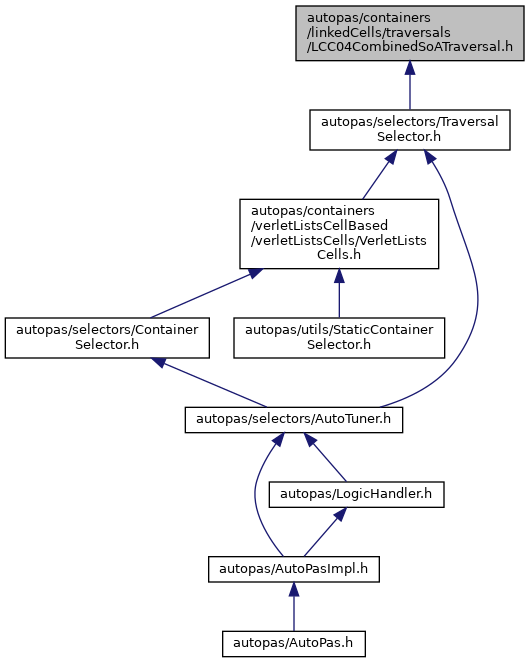 autopas/containers
/linkedCells/traversals
/LCC04CombinedSoATraversal.h
autopas/selectors/Traversal
Selector.h
autopas/containers
/verletListsCellBased
/verletListsCells/VerletLists
Cells.h
autopas/selectors/Container
Selector.h
autopas/utils/StaticContainer
Selector.h
autopas/selectors/AutoTuner.h
autopas/LogicHandler.h
autopas/AutoPasImpl.h
autopas/AutoPas.h